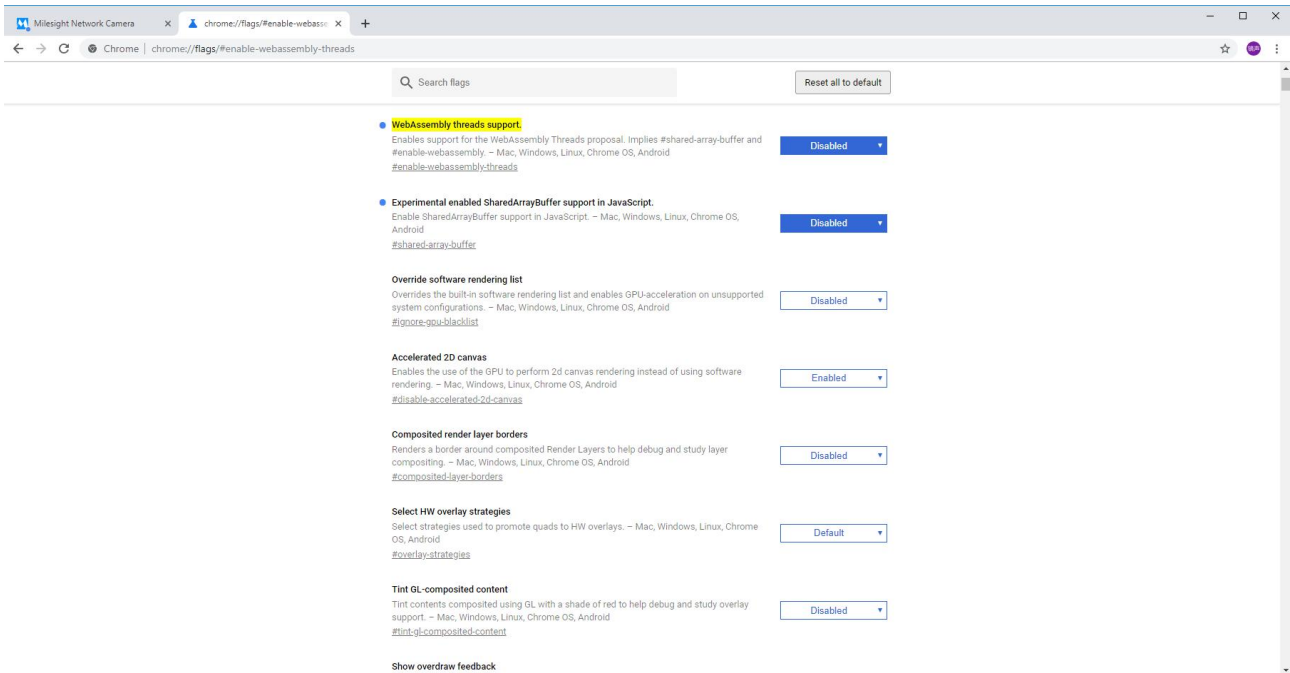 Milesight Network Camera
chrome://flags/#enable-webasse
Chrome | chrome://flags/#enable-webassembly-threads
Search flags
Reset all to default
WebAssembly threads support.
Enables support for the WebAssembly Threads proposal. Implies #shared-array-buffer and
#enable-webassembly. – Mac, Windows, Linux, Chrome OS, Android
#enable-webassembly-threads
Disabled
Experimental enabled SharedArrayBuffer support in JavaScript.
Enable SharedArrayBuffer support in JavaScript. – Mac, Windows, Linux, Chrome OS,
Android
#shared-array-buffer
Disabled
Override software rendering list
Overrides the built-in software rendering list and enables GPU-acceleration on unsupported
system configurations. – Mac, Windows, Linux, Chrome OS, Android
#ignore-gpu-blacklist
Disabled
Accelerated 2D canvas
Enables the use of the GPU to perform 2d canvas rendering instead of using software
rendering. – Mac, Windows, Linux, Chrome OS, Android
#disable-accelerated-2d-canvas
Enabled
Composited render layer borders
Renders a border around composited Render Layers to help debug and study layer
compositing. – Mac, Windows, Linux, Chrome OS, Android
#composited-layer-borders
Disabled
Select HW overlay strategies
Select strategies used to promote quads to HW overlays. – Mac, Windows, Linux, Chrome
OS, Android
#overlay-strategies
Default
Tint GL-composited content
Tint contents composited using GL with a shade of red to help debug and study overlay
support. – Mac, Windows, Linux, Chrome OS, Android
#tint-gl-composited-content
Disabled
Show overdraw feedback